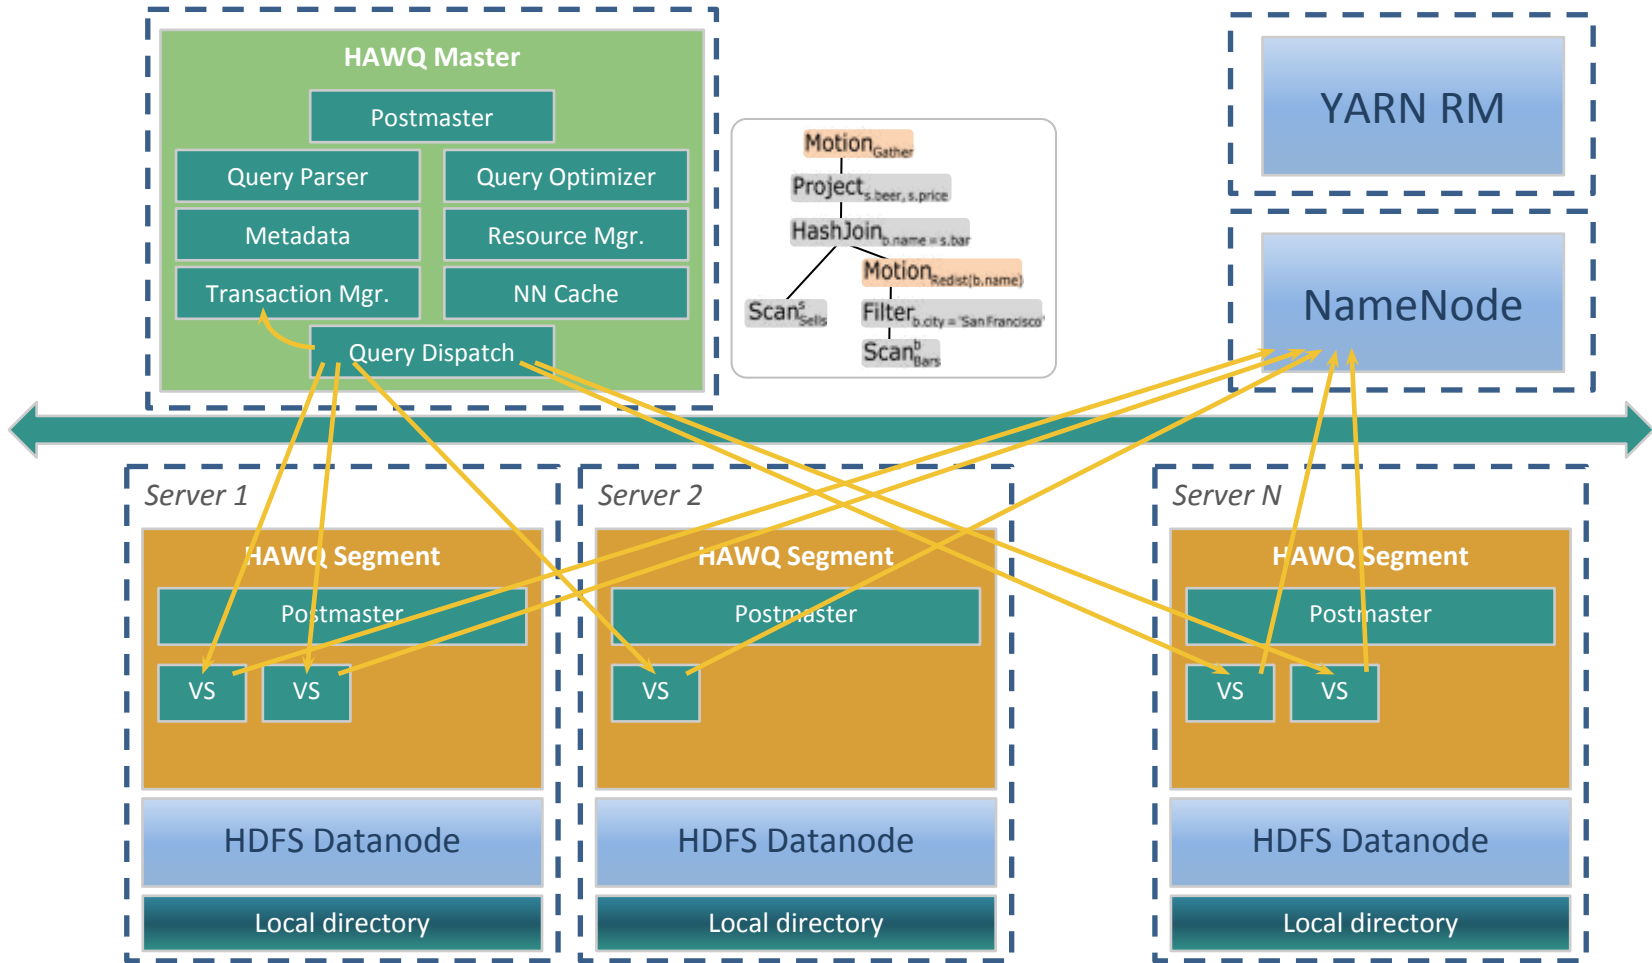 HAWQ Master
Postmaster
Query Parser
Query Optimizer
Metadata
Resource Mgr.
Transaction Mgr.
NN Cache
Query Dispatch
Motion Gather
Project s.beer, s.price
HashJoin b.name = s.bar
Motion Redist(b.name)
Scan s Sells
Filter b.city = 'San Francisco'
Scan b Bars
YARN RM
NameNode
Server 1
HAWQ Segment
Postmaster
VS
VS
HDFS Datanode
Local directory
Server 2
HAWQ Segment
Postmaster
VS
HDFS Datanode
Local directory
Server N
HAWQ Segment
Postmaster
VS
VS
HDFS Datanode
Local directory